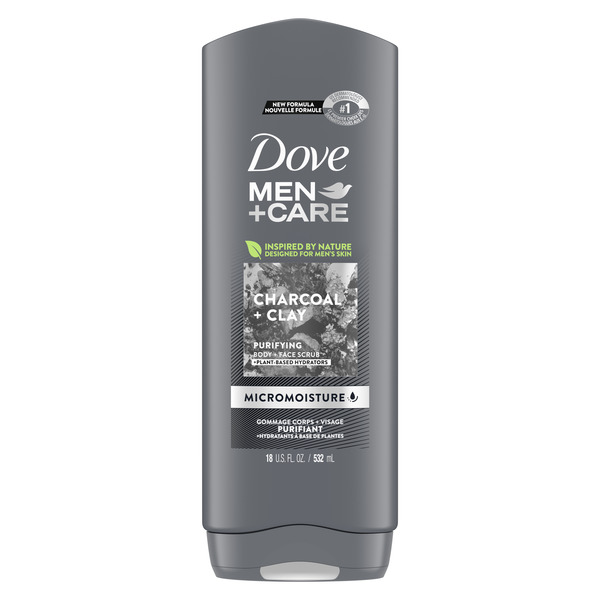 NEW FORMULA
NOUVELLE FORMULE
#1
Dove
MEN
+CARE
INSPIRED BY NATURE
DESIGNED FOR MEN'S SKIN
CHARCOAL
+ CLAY
PURIFYING
BODY + FACE SCRUB
+PLANT-BASED HYDRATORS
MICROMOISTURE
GOMMAGE CORPS + VISAGE
PURIFIANT
+HYDRATANTS À BASE DE PLANTES
18 U.S. FL. OZ. / 532 mL